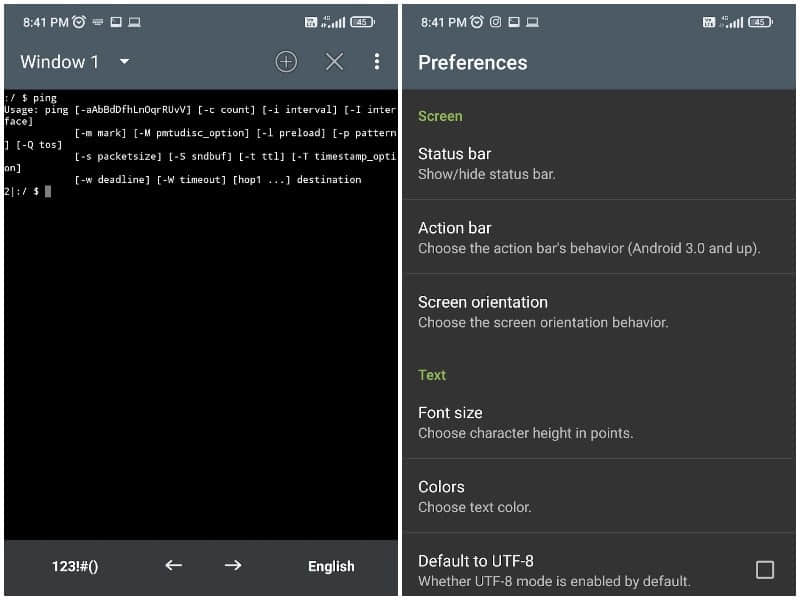 8:41 PM 4G 45
Window 1
:/ $ ping
Usage: ping [-aAbBdDfhLnOqrRUvV] [-c count] [-i interval] [-I inter
face]
[-m mark] [-M pmtudisc_option] [-l preload] [-p pattern
] [-Q tos]
[-s packetsize] [-S sndbuf] [-t ttl] [-T timestamp_opti
on]
[-w deadline] [-W timeout] [hop1 ...] destination
2|:/ $
123!#()
English
8:41 PM 4G 45
Preferences
Screen
Status bar
Show/hide status bar.
Action bar
Choose the action bar's behavior (Android 3.0 and up).
Screen orientation
Choose the screen orientation behavior.
Text
Font size
Choose character height in points.
Colors
Choose text color.
Default to UTF-8
Whether UTF-8 mode is enabled by default.